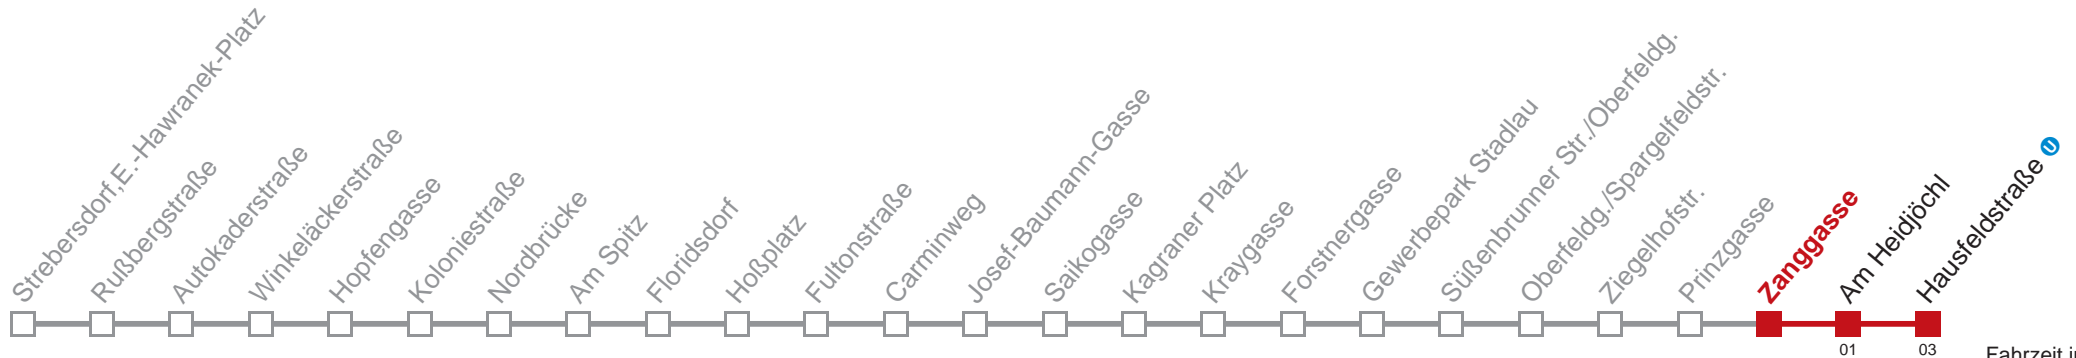 Strebersdorf,E.-Hawranek-Platz
Rußbergstraße
Autokaderstraße
Winkeläckerstraße
Hopfengasse
Koloniestraße
Nordbrücke
Am Spitz
Floridsdorf
Hoßplatz
Fultonstraße
Carminweg
Josef-Baumann-Gasse
Saikogasse
Kagraner Platz
Kraygasse
Forstnergasse
Gewerbepark Stadlau
Süßenbrunner Str./Oberfeldg.
Oberfeldg./Spargelfeldstr.
Ziegelhofstr.
Prinzgasse
Zanggasse
Am Heidjöchl
Hausfeldstraße U
01
03
Fahrzeit i